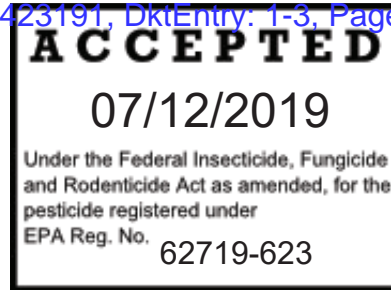 423191, DktEntry: 1-3, Page
ACCEPTED
07/12/2019
Under the Federal Insecticide, Fungicide
and Rodenticide Act as amended, for the
pesticide registered under
EPA Reg. No. 62719-623